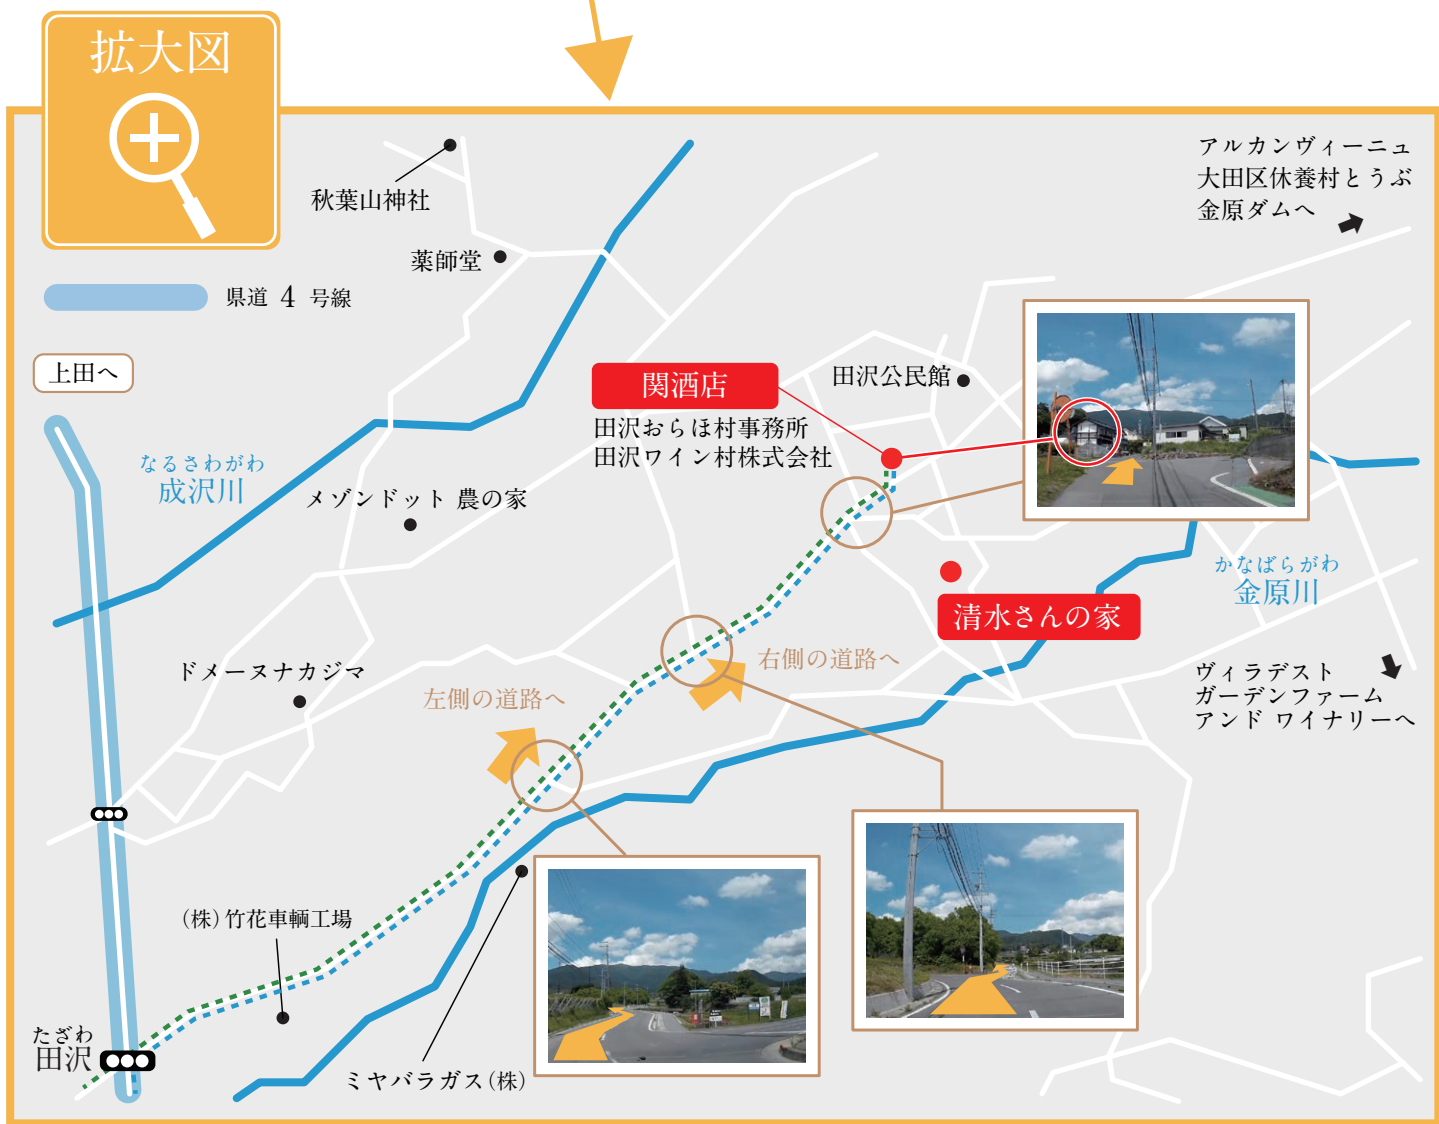 拡大図
アルカンヴィーニュ
大田区休養村とうぶ
金原ダムへ
秋葉山神社
薬師堂
県道 4 号線
上田へ
関酒店
田沢おらほ村事務所
田沢ワイン村株式会社
田沢公民館
なるさわがわ
成沢川
メゾンドット 農の家
かなばらがわ
金原川
清水さんの家
ドメーヌナカジマ
右側の道路へ
左側の道路へ
ヴィラデスト
ガーデンファーム
アンド ワイナリーへ
(株)竹花車輌工場
たざわ
田沢
ミヤバラガス(株)